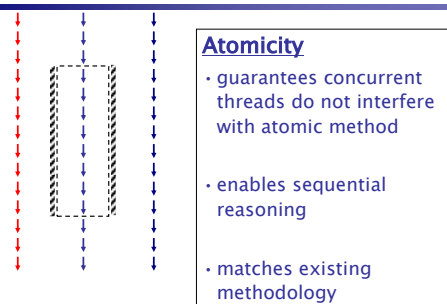 Atomicity
• guarantees concurrent
threads do not interfere
with atomic method
• enables sequential
reasoning
• matches existing
methodology